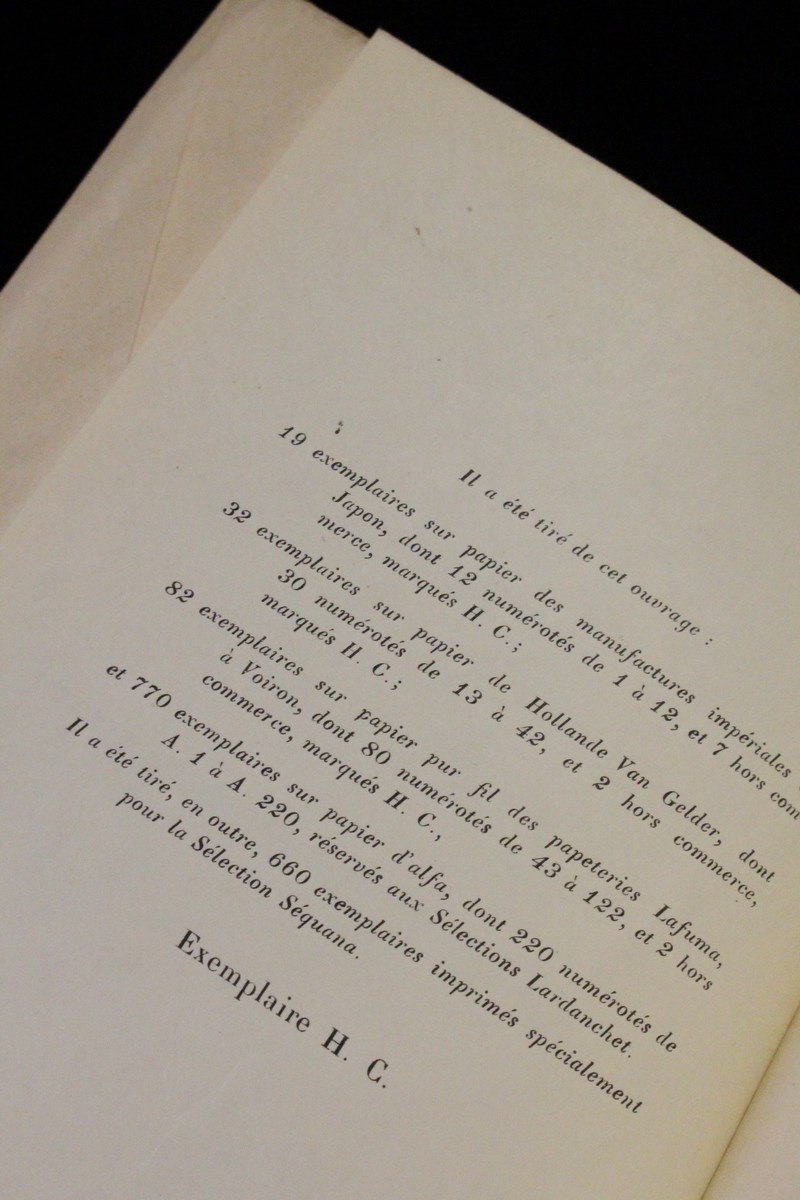 Il a été tiré de cet ouvrage :
19 exemplaires sur papier des manufactures impériales
Japon, dont 12 numérotés de 1 à 12, et 7 hors com
merce, marqués H. C.;
32 exemplaires sur papier de Hollande Van Gelder, dont
30 numérotés de 13 à 42, et 2 hors commerce,
marqués H. C.;
82 exemplaires sur papier pur fil des papeteries Lafuma,
à Voiron, dont 80 numérotés de 43 à 122, et 2 hors
commerce, marqués H. C.,
et 770 exemplaires sur papier d'alfa, dont 220 numérotés de
A. 1 à A. 220, réservés aux Sélections Lardanchet.
Il a été tiré, en outre, 660 exemplaires imprimés spécialement
pour la Sélection Séquana.
Exemplaire H. C.